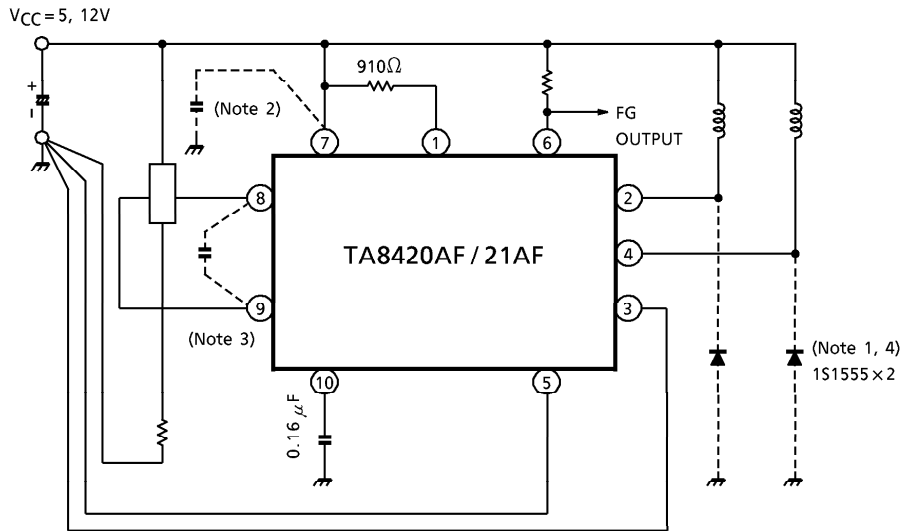 VCC = 5, 12V
+
-
910Ω
(Note 2)
FG
OUTPUT
7
1
6
8
2
TA8420AF / 21AF
4
9
3
(Note 3)
(Note 1, 4)
1S1555×2
10
5
0.16 μF